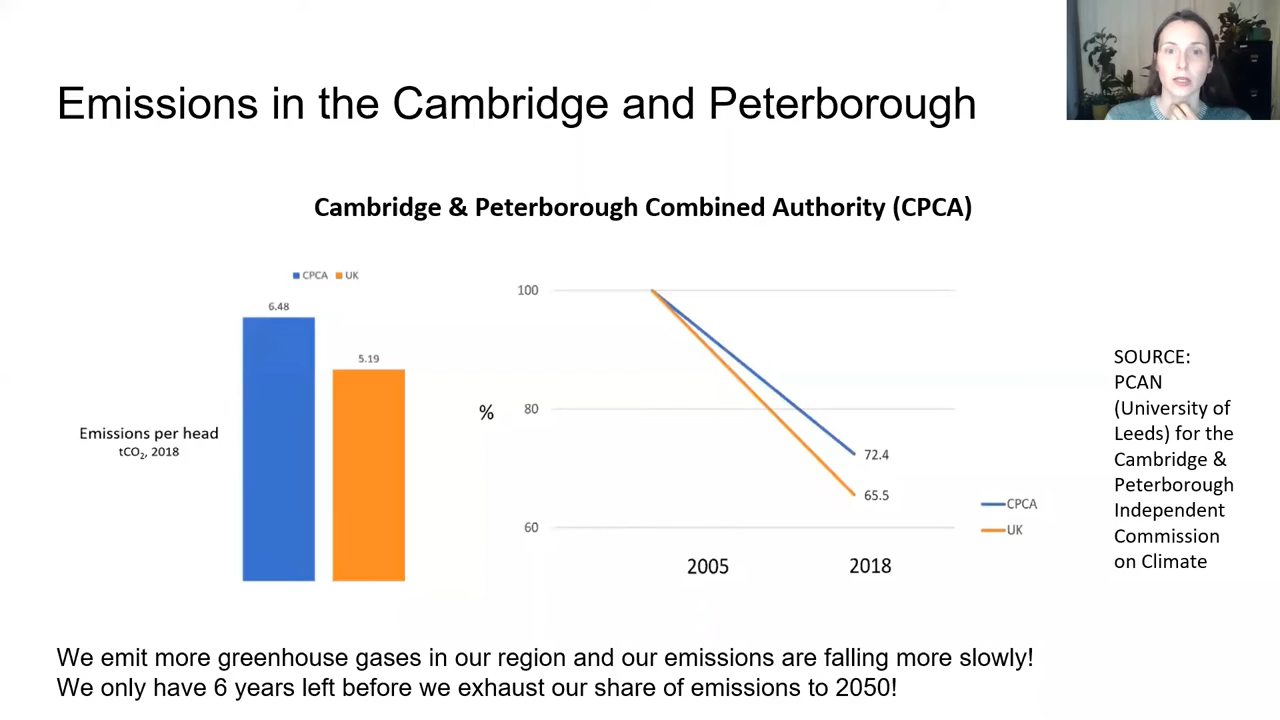 Emissions in the Cambridge and Peterborough
Cambridge & Peterborough Combined Authority (CPCA)
CPCA UK
6.48
5.19
Emissions per head
tCO₂, 2018
%
100
80
60
72.4
65.5
2005 2018
CPCA
UK
SOURCE:
PCAN
(University of
Leeds) for the
Cambridge &
Peterborough
Independent
Commission
on Climate
We emit more greenhouse gases in our region and our emissions are falling more slowly!
We only have 6 years left before we exhaust our share of emissions to 2050!